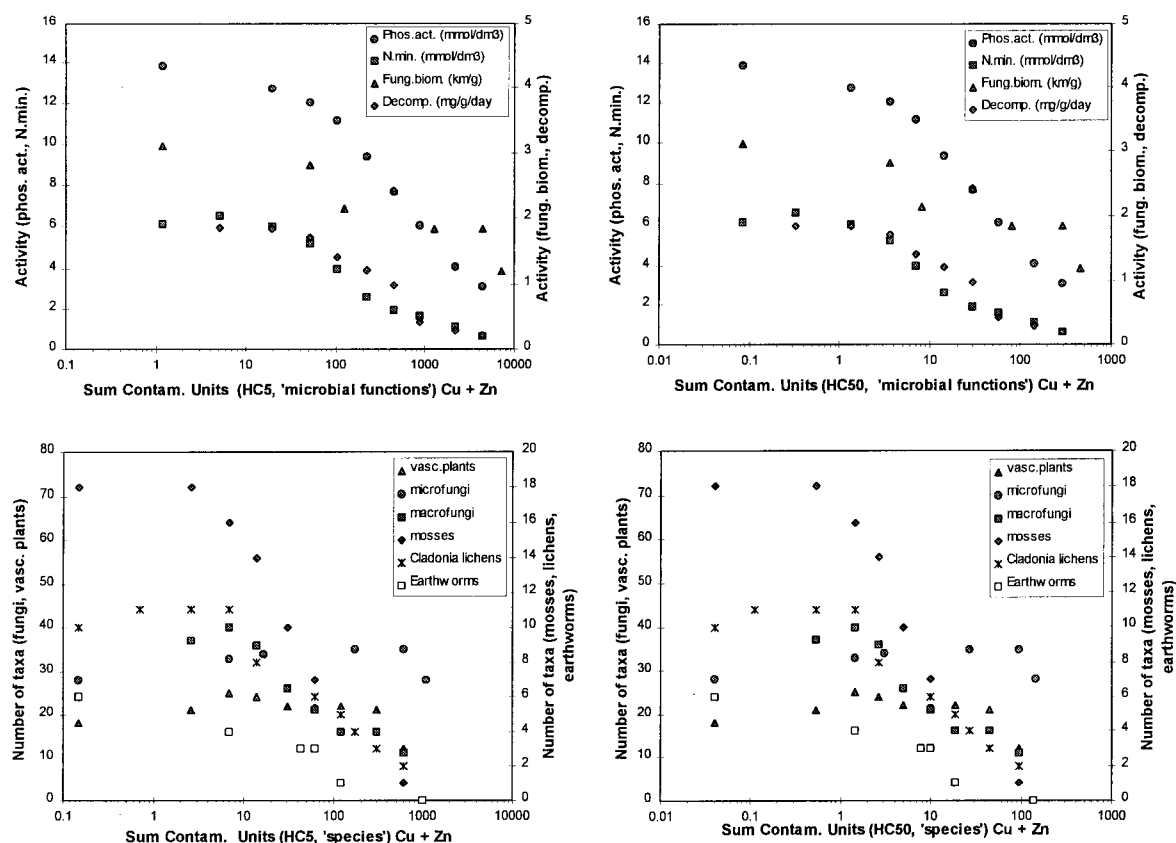 16
14
12
10
8
6
4
2
0
Activity (phos. act., N.min.)
Phos.act. (mmol/dm3)
N.min. (mmol/dm3)
Fung.biom. (km/g)
Decomp. (mg/g/day
5
4
3
2
1
0
Activity (fung. biom., decomp.)
0.1 1 10 100 1000 10000
Sum Contam. Units (HC5, 'microbial functions') Cu + Zn
16
14
12
10
8
6
4
2
0
Activity (phos. act., N.min.)
Phos.act. (mmol/dm3)
N.min. (mmol/dm3)
Fung.biom. (km/g)
Decomp. (mg/g/day)
5
4
3
2
1
0
Activity (fung. biom., decomp.)
0.01 0.1 1 10 100 1000
Sum Contam. Units (HC50, 'microbial functions') Cu + Zn
80
70
60
50
40
30
20
10
0
Number of taxa (fungi, vasc. plants)
vasc.plants
microfungi
macrofungi
mosses
Cladonia lichens
Earthworms
20
18
16
14
12
10
8
6
4
2
0
Number of taxa (mosses, lichens,
earthworms)
0.1 1 10 100 1000 10000
Sum Contam. Units (HC5, 'species') Cu + Zn
80
70
60
50
40
30
20
10
0
Number of taxa (fungi, vasc. plants)
vasc.plants
microfungi
macrofungi
mosses
Cladonia lichens
Earthworms
20
18
16
14
12
10
8
6
4
2
0
Number of taxa (mosses, lichens,
earthworms)
0.01 0.1 1 10 100 1000
Sum Contam. Units (HC50, 'species') Cu + Zn